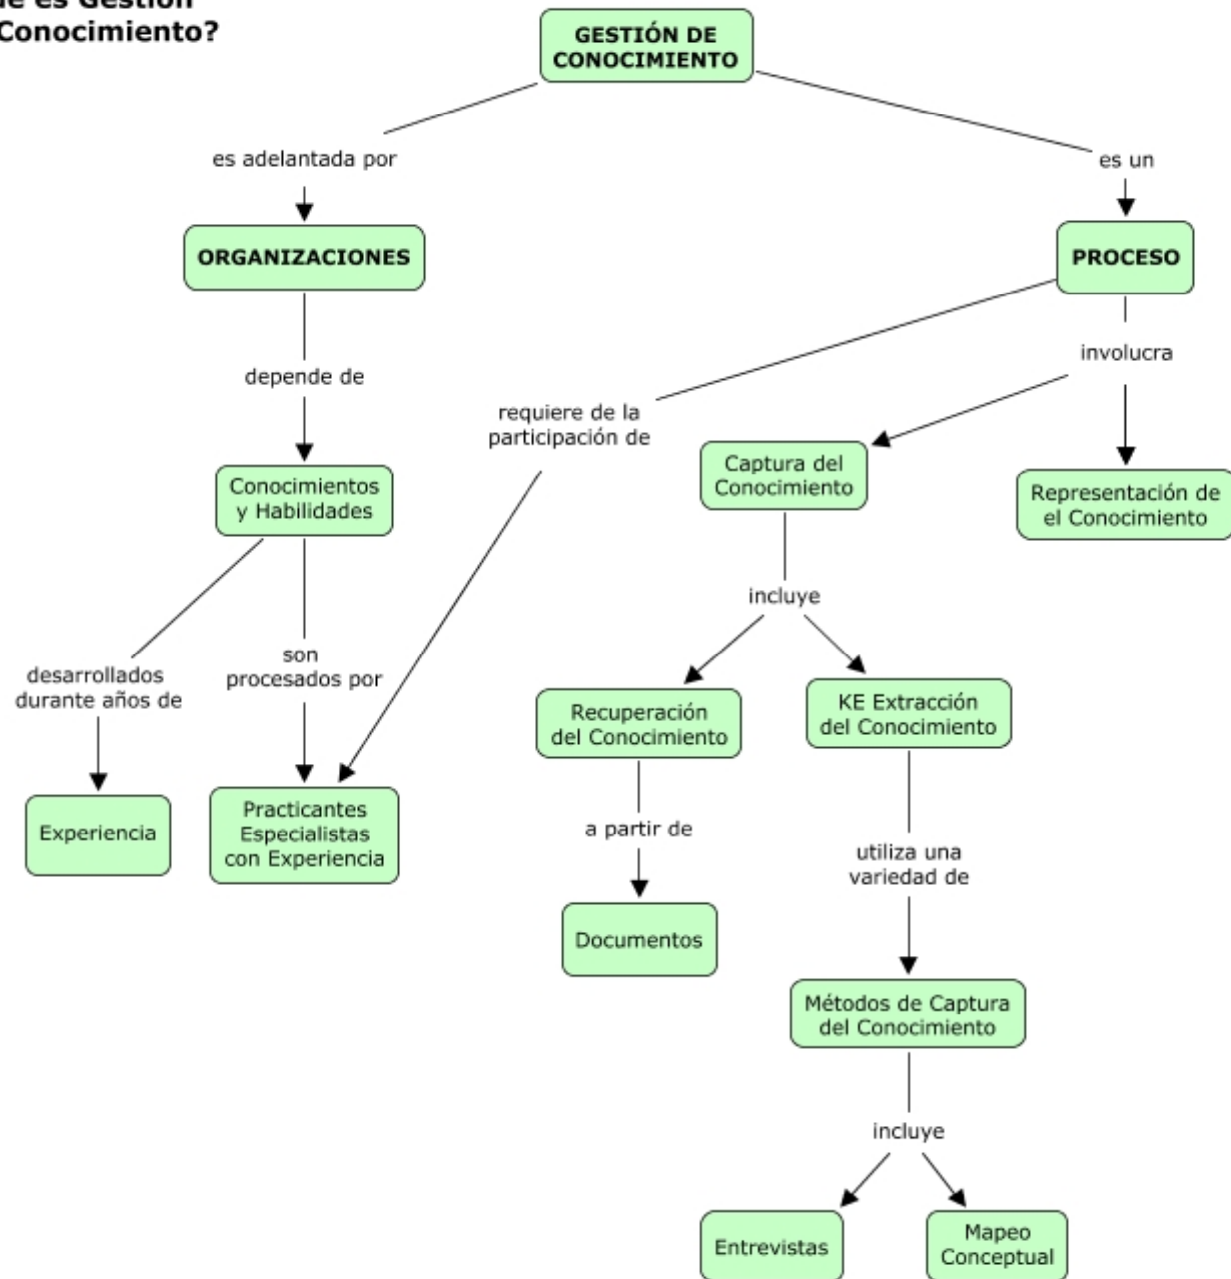 es Gestión
Conocimiento?
GESTIÓN DE
CONOCIMIENTO
es adelantada por
es un
ORGANIZACIONES
PROCESO
depende de
involucra
requiere de la
participación de
Captura del
Conocimiento
Representación de
el Conocimiento
Conocimientos
y Habilidades
incluye
desarrollados
durante años de
son
procesados por
Recuperación
del Conocimiento
KE Extracción
del Conocimiento
Experiencia
Practicantes
Especialistas
con Experiencia
a partir de
utiliza una
variedad de
Documentos
Métodos de Captura
del Conocimiento
incluye
Entrevistas
Mapeo
Conceptual